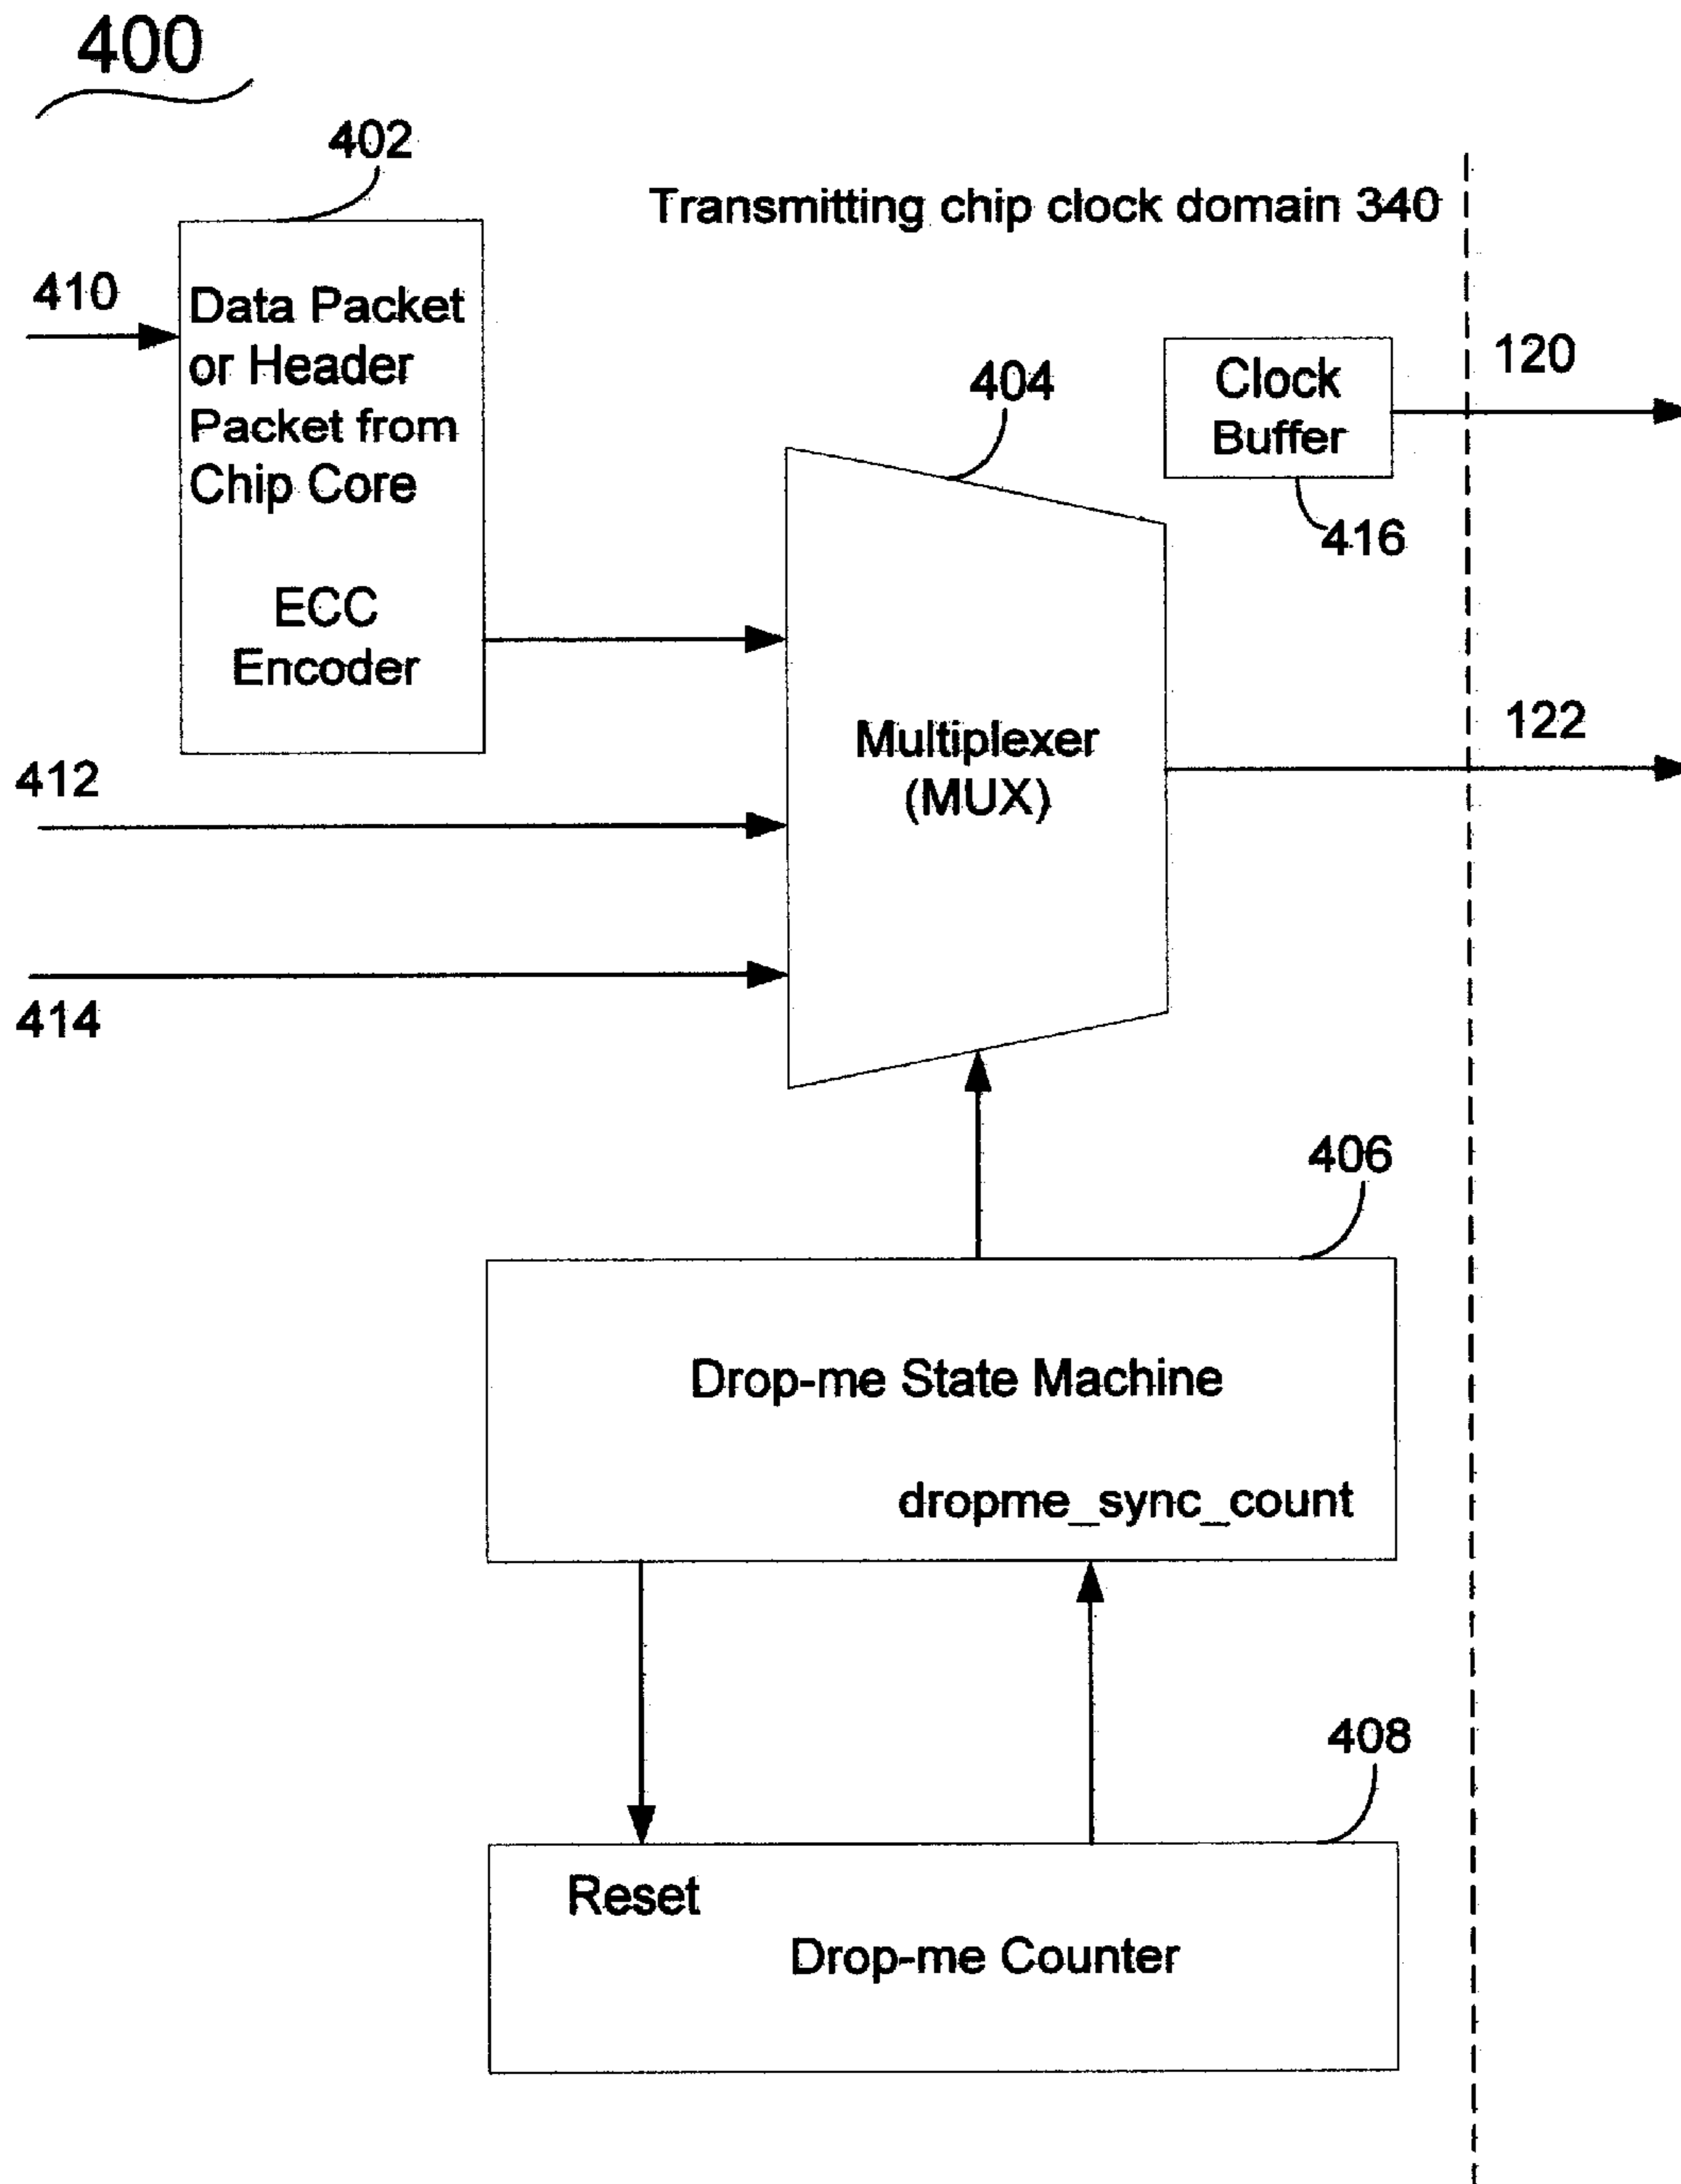 400
402
Transmitting chip clock domain 340
410
Data Packet
or Header
Packet from
Chip Core
ECC
Encoder
404
Clock
Buffer
416
120
412
Multiplexer
(MUX)
122
414
406
Drop-me State Machine
dropme_sync_count
408
Reset
Drop-me Counter